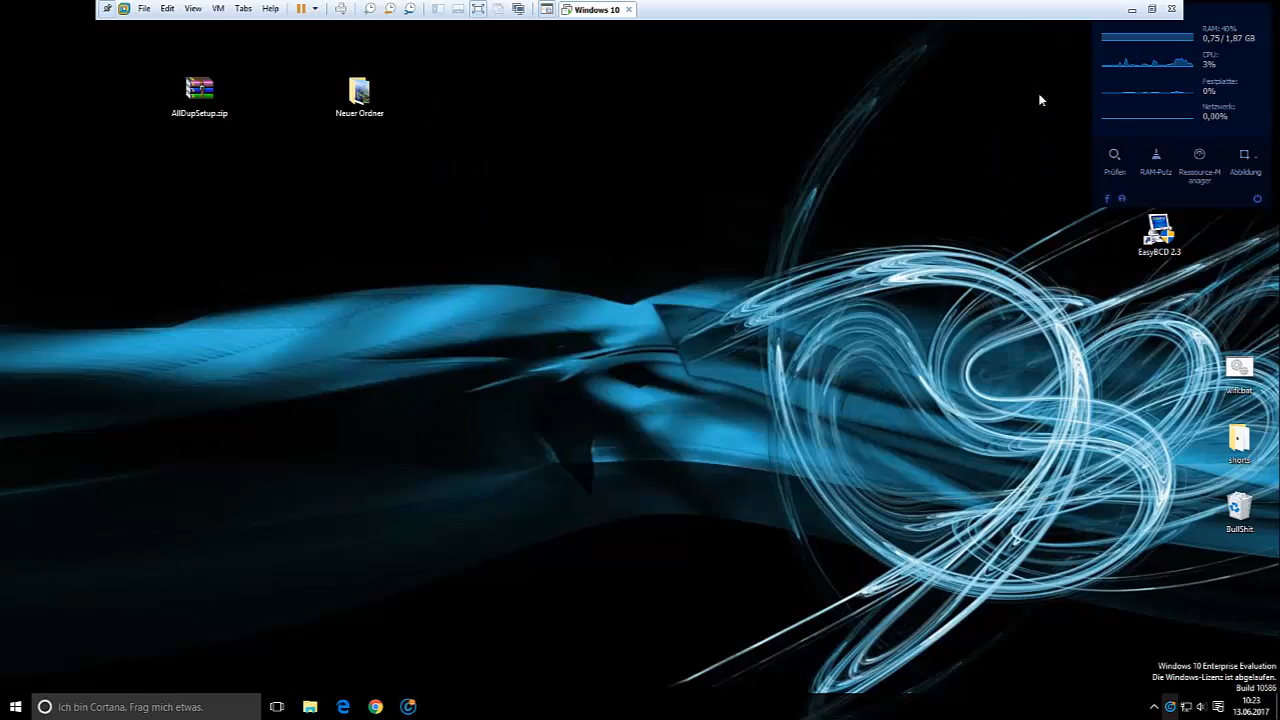 File Edit View VM Tabs Help Windows 10
RAM: 40%
0,75/1,87 GB
CPU:
3%
Festplatte:
0%
Netzwerk:
0,00%
Prüfen RAM-Putz Ressource-M Abbildung
anager
AllDupSetup.zip
Neuer Ordner
EasyBCD 2.3
wifi.bat
shorts
BullShit
Windows 10 Enterprise Evaluation
Die Windows-Lizenz ist abgelaufen.
Build 10586
Ich bin Cortana. Frag mich etwas.
10:23
13.06.2017